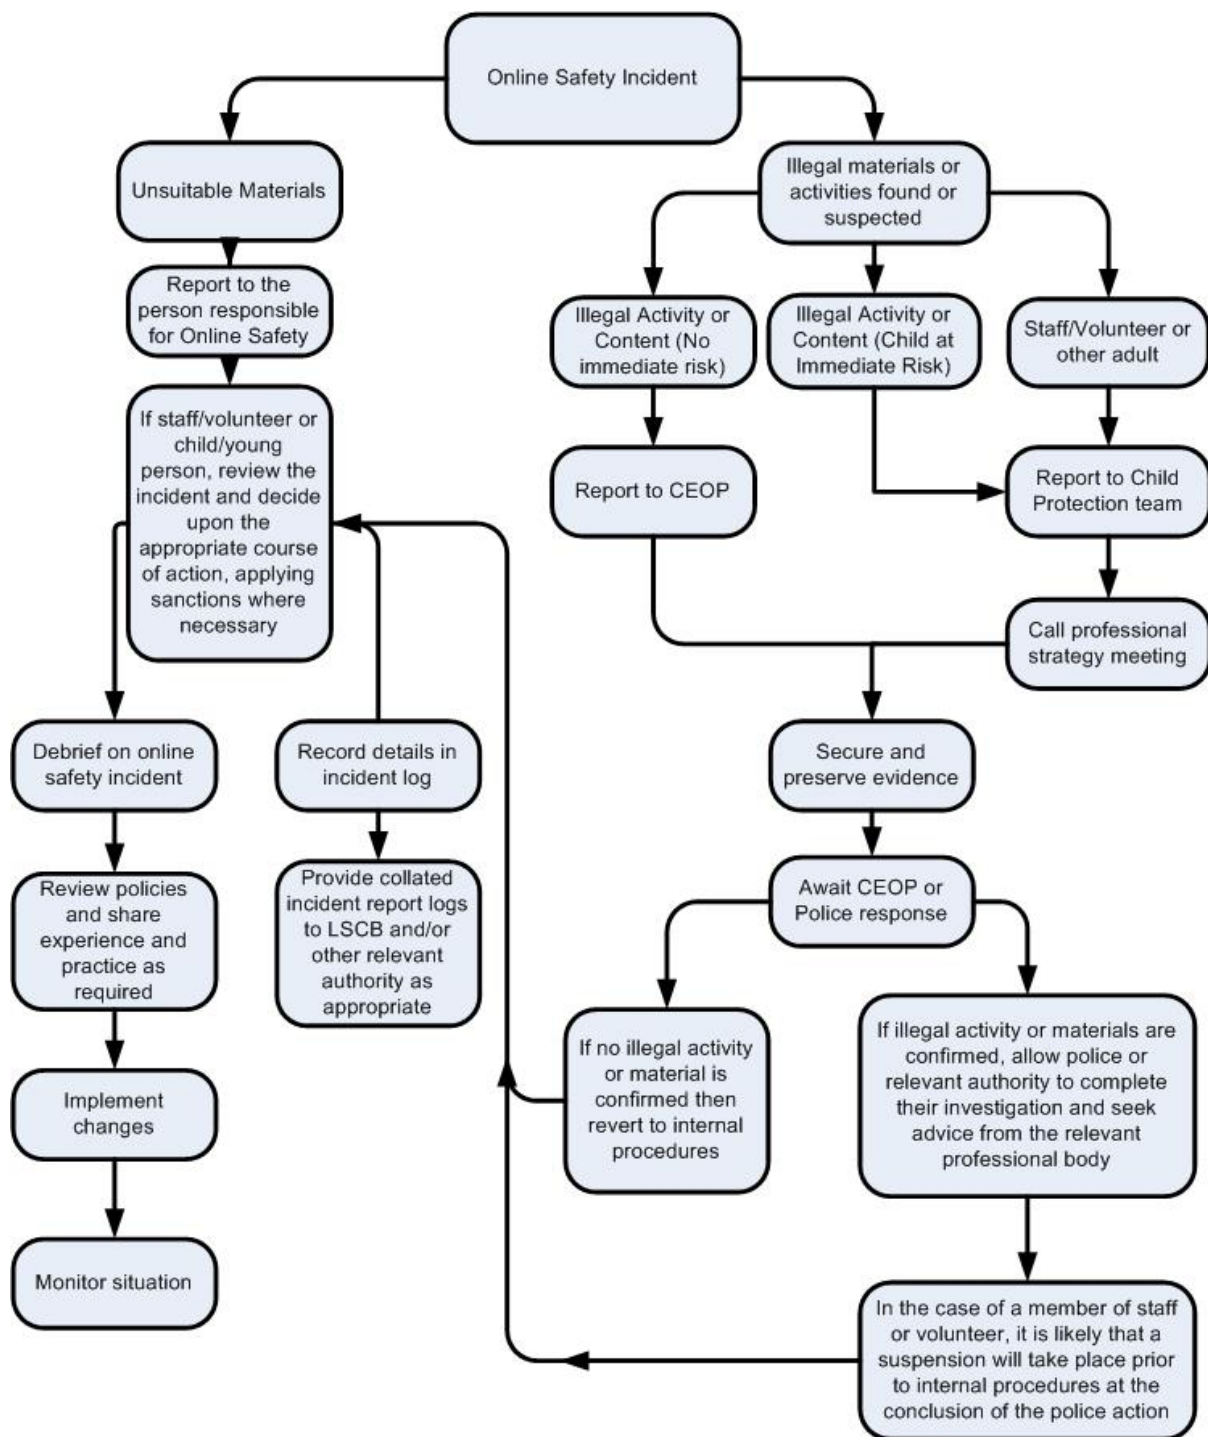 Online Safety Incident
Unsuitable Materials
Report to the
person responsible
for Online Safety
If staff/volunteer or
child/young
person, review the
incident and decide
upon the
appropriate course
of action, applying
sanctions where
necessary
Debrief on online
safety incident
Review policies
and share
experience and
practice as
required
Implement
changes
Monitor situation
Record details in
incident log
Provide collated
incident report logs
to LSCB and/or
other relevant
authority as
appropriate
Illegal materials or
activities found or
suspected
Illegal Activity or
Content (No
immediate risk)
Illegal Activity or
Content (Child at
Immediate Risk)
Staff/Volunteer or
other adult
Report to CEOP
Report to Child
Protection team
Call professional
strategy meeting
Secure and
preserve evidence
Await CEOP or
Police response
If no illegal activity
or material is
confirmed then
revert to internal
procedures
If illegal activity or materials are
confirmed, allow police or
relevant authority to complete
their investigation and seek
advice from the relevant
professional body
In the case of a member of staff
or volunteer, it is likely that a
suspension will take place prior
to internal procedures at the
conclusion of the police action